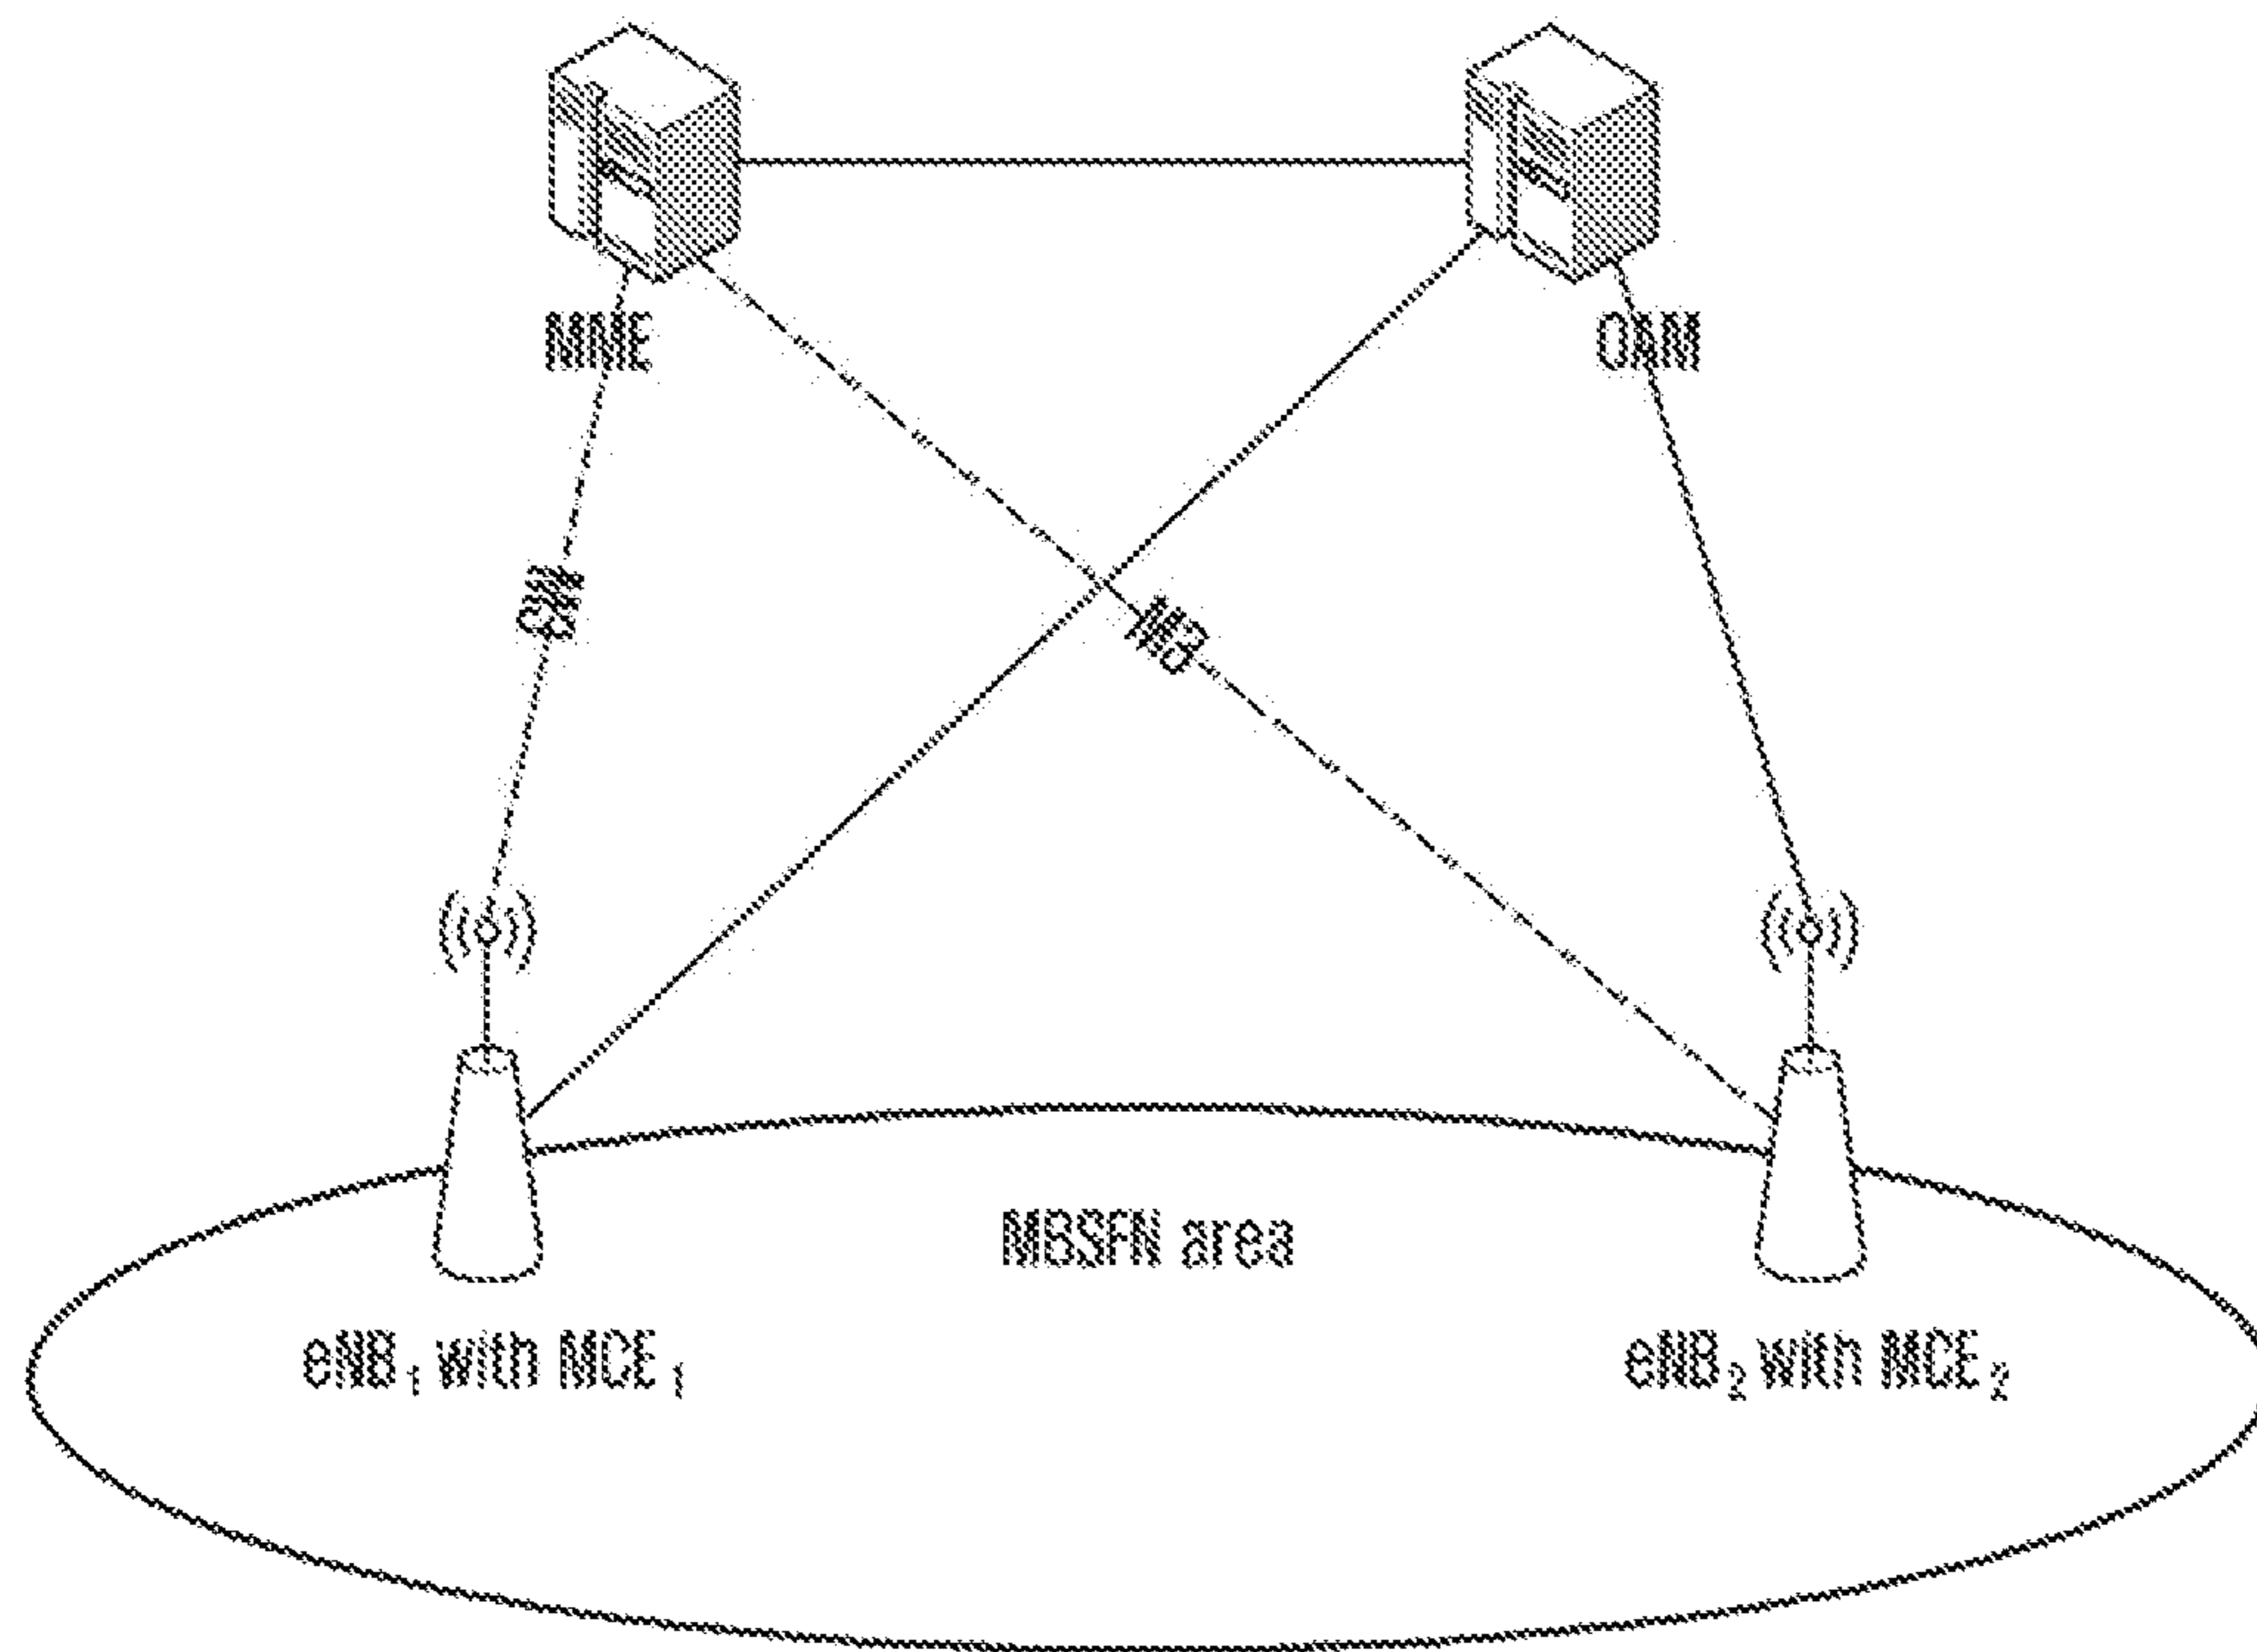 MME
OAM
M3
M3
MBSFN area
eNB1 with MCE1
eNB2 with MCE2